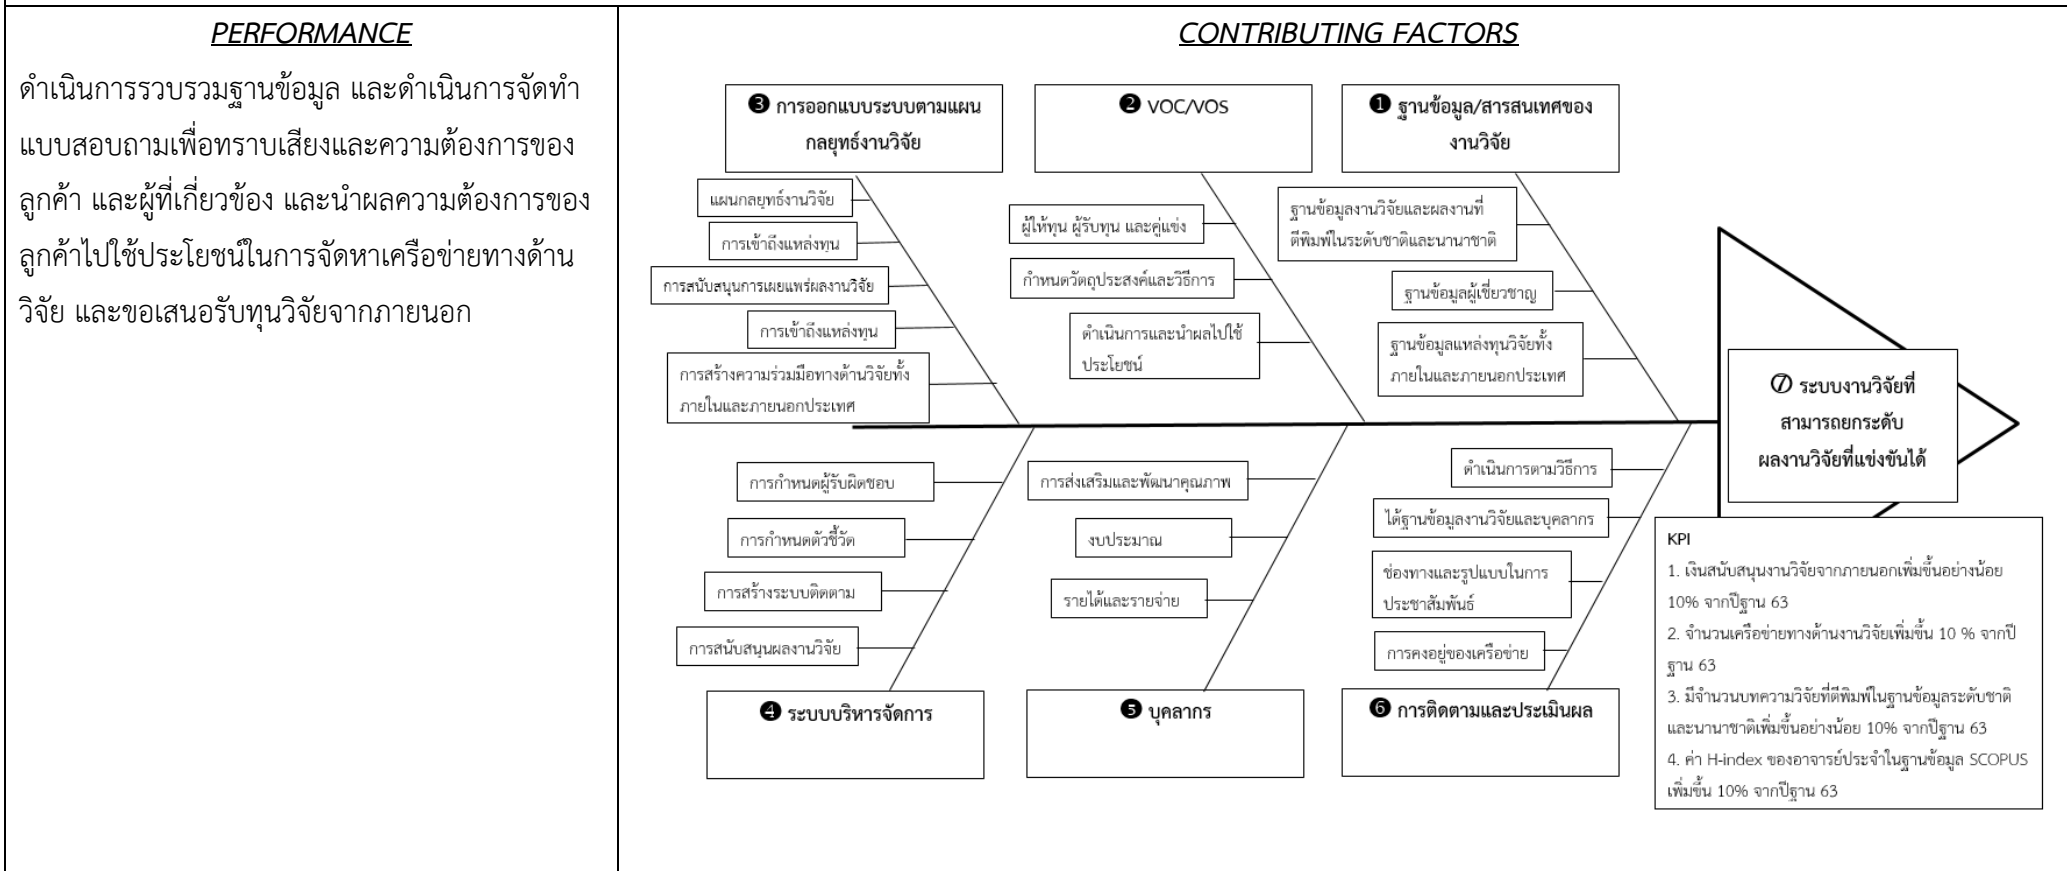 PERFORMANCE
ดำเนินการรวบรวมฐานข้อมูล และดำเนินการจัดทำ
แบบสอบถามเพื่อทราบเสียงและความต้องการของ
ลูกค้า และผู้ที่เกี่ยวข้อง และนำผลความต้องการของ
ลูกค้าไปใช้ประโยชน์ในการจัดหาเครือข่ายทางด้าน
วิจัย และขอเสนอรับทุนวิจัยจากภายนอก
CONTRIBUTING FACTORS
❸ การออกแบบระบบตามแผน
กลยุทธ์งานวิจัย
แผนกลยุทธ์งานวิจัย
การเข้าถึงแหล่งทุน
การสนับสนุนการเผยแพร่ผลงานวิจัย
การเข้าถึงแหล่งทุน
การสร้างความร่วมมือทางด้านวิจัยทั้ง
ภายในและภายนอกประเทศ
❷ VOC/VOS
ผู้ให้ทุน ผู้รับทุน และคู่แข่ง
กำหนดวัตถุประสงค์และวิธีการ
ดำเนินการและนำผลไปใช้
ประโยชน์
❶ ฐานข้อมูล/สารสนเทศของ
งานวิจัย
ฐานข้อมูลงานวิจัยและผลงานที่
ตีพิมพ์ในระดับชาติและนานาชาติ
ฐานข้อมูลผู้เชี่ยวชาญ
ฐานข้อมูลแหล่งทุนวิจัยทั้ง
ภายในและภายนอกประเทศ
⑦ ระบบงานวิจัยที่
สามารถยกระดับ
ผลงานวิจัยที่แข่งขันได้
การกำหนดผู้รับผิดชอบ
การกำหนดตัวชี้วัด
การสร้างระบบติดตาม
การสนับสนุนผลงานวิจัย
❹ ระบบบริหารจัดการ
การส่งเสริมและพัฒนาคุณภาพ
งบประมาณ
รายได้และรายจ่าย
❺ บุคลากร
ดำเนินการตามวิธีการ
ได้ฐานข้อมูลงานวิจัยและบุคลากร
ช่องทางและรูปแบบในการ
ประชาสัมพันธ์
การคงอยู่ของเครือข่าย
❻ การติดตามและประเมินผล
KPI
1. เงินสนับสนุนงานวิจัยจากภายนอกเพิ่มขึ้นอย่างน้อย
10% จากปีฐาน 63
2. จำนวนเครือข่ายทางด้านงานวิจัยเพิ่มขึ้น 10 % จากปี
ฐาน 63
3. มีจำนวนบทความวิจัยที่ตีพิมพ์ในฐานข้อมูลระดับชาติ
และนานาชาติเพิ่มขึ้นอย่างน้อย 10% จากปีฐาน 63
4. ค่า H-index ของอาจารย์ประจำในฐานข้อมูล SCOPUS
เพิ่มขึ้น 10% จากปีฐาน 63